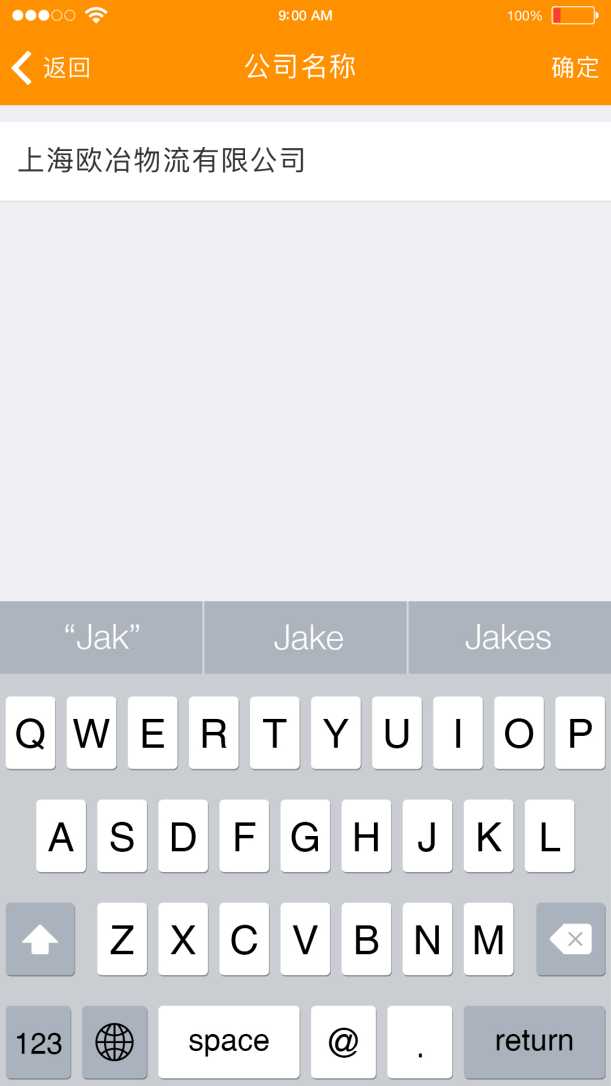 9:00 AM 100%
返回 公司名称 确定
上海欧冶物流有限公司
“Jak” Jake Jakes
Q W E R T Y U I O P
A S D F G H J K L
Z X C V B N M
123 space @ . return